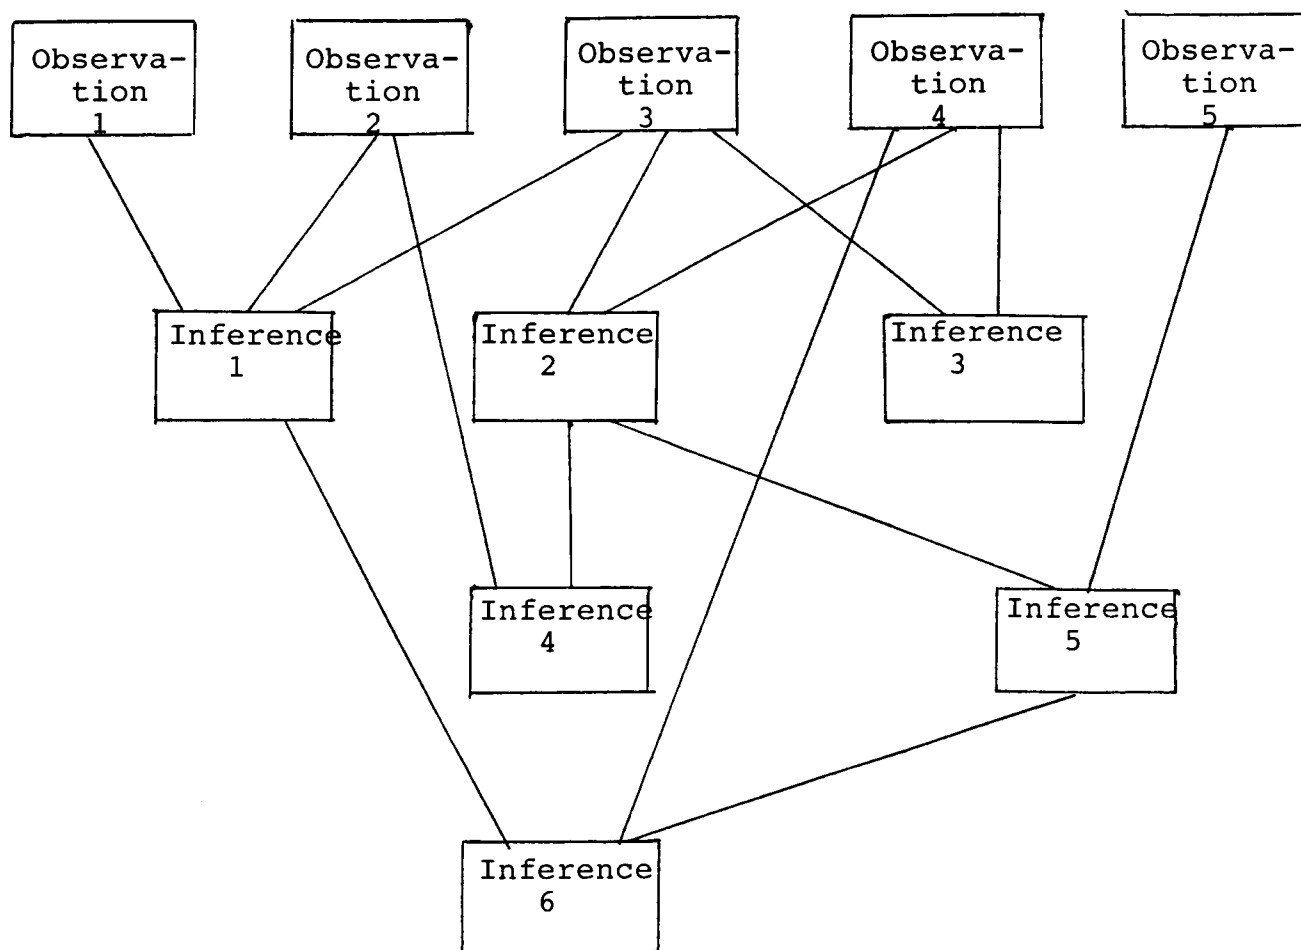 Observa-
tion
1
Observa-
tion
2
Observa-
tion
3
Observa-
tion
4
Observa-
tion
5
Inference
1
Inference
2
Inference
3
Inference
4
Inference
5
Inference
6